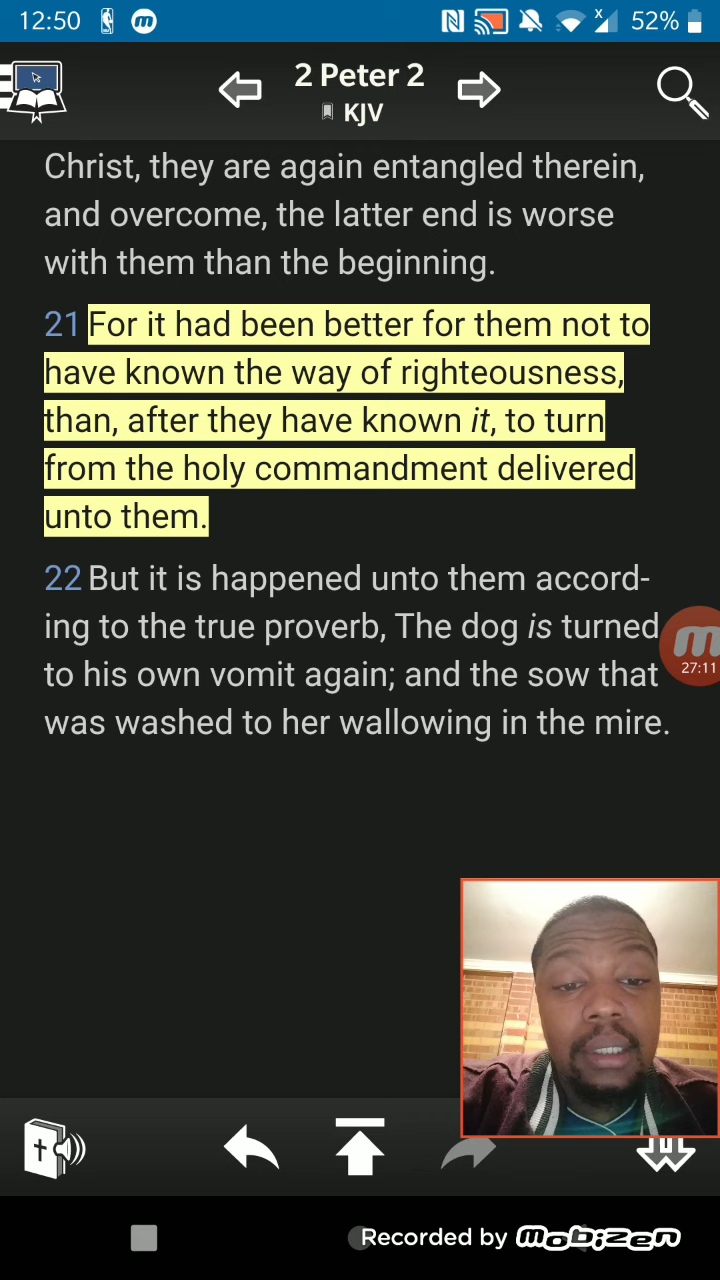 12:50
52%
2 Peter 2
KJV
Christ, they are again entangled therein,
and overcome, the latter end is worse
with them than the beginning.
21 For it had been better for them not to
have known the way of righteousness,
than, after they have known it, to turn
from the holy commandment delivered
unto them.
22 But it is happened unto them accord-
ing to the true proverb, The dog is turned
to his own vomit again; and the sow that
was washed to her wallowing in the mire.
m
27:11
Recorded by mobizen